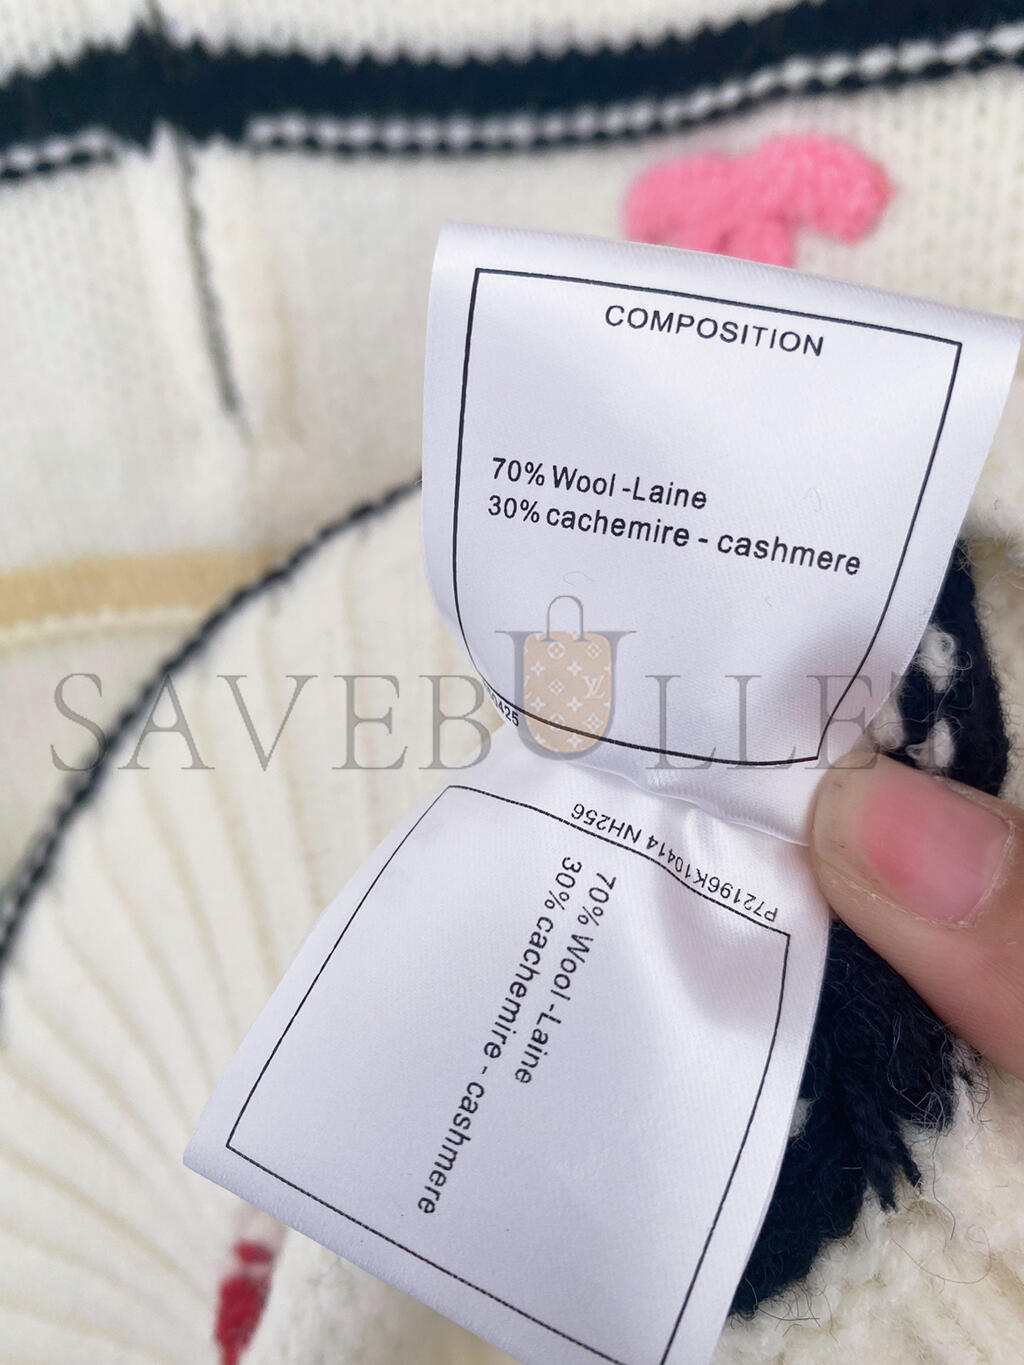 COMPOSITION
70% Wool -Laine
30% cachemire - cashmere
SAVEBULLET
P72196K10414 NH256
70% Wool -Laine
30% cachemire - cashmere